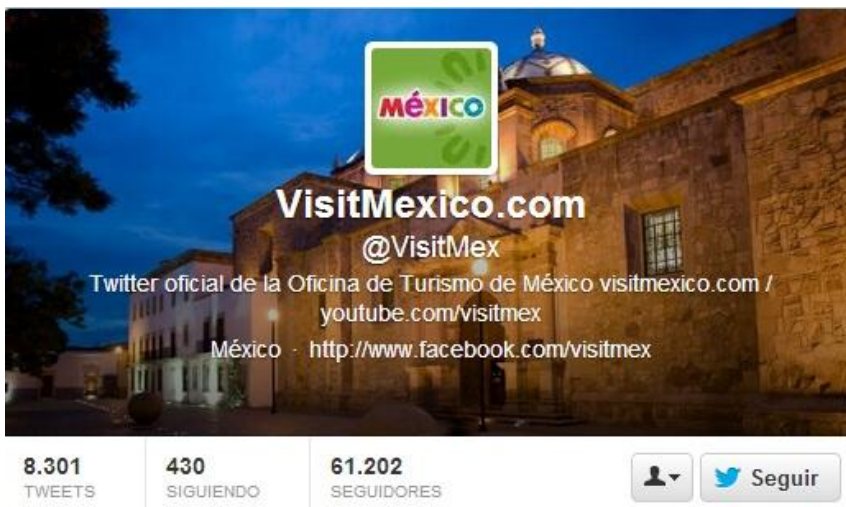 MéXICO
VisitMexico.com
@VisitMex
Twitter oficial de la Oficina de Turismo de México visitmexico.com /
youtube.com/visitmex
México · http://www.facebook.com/visitmex
8.301 430 61.202 Seguir
TWEETS SIGUIENDO SEGUIDORES